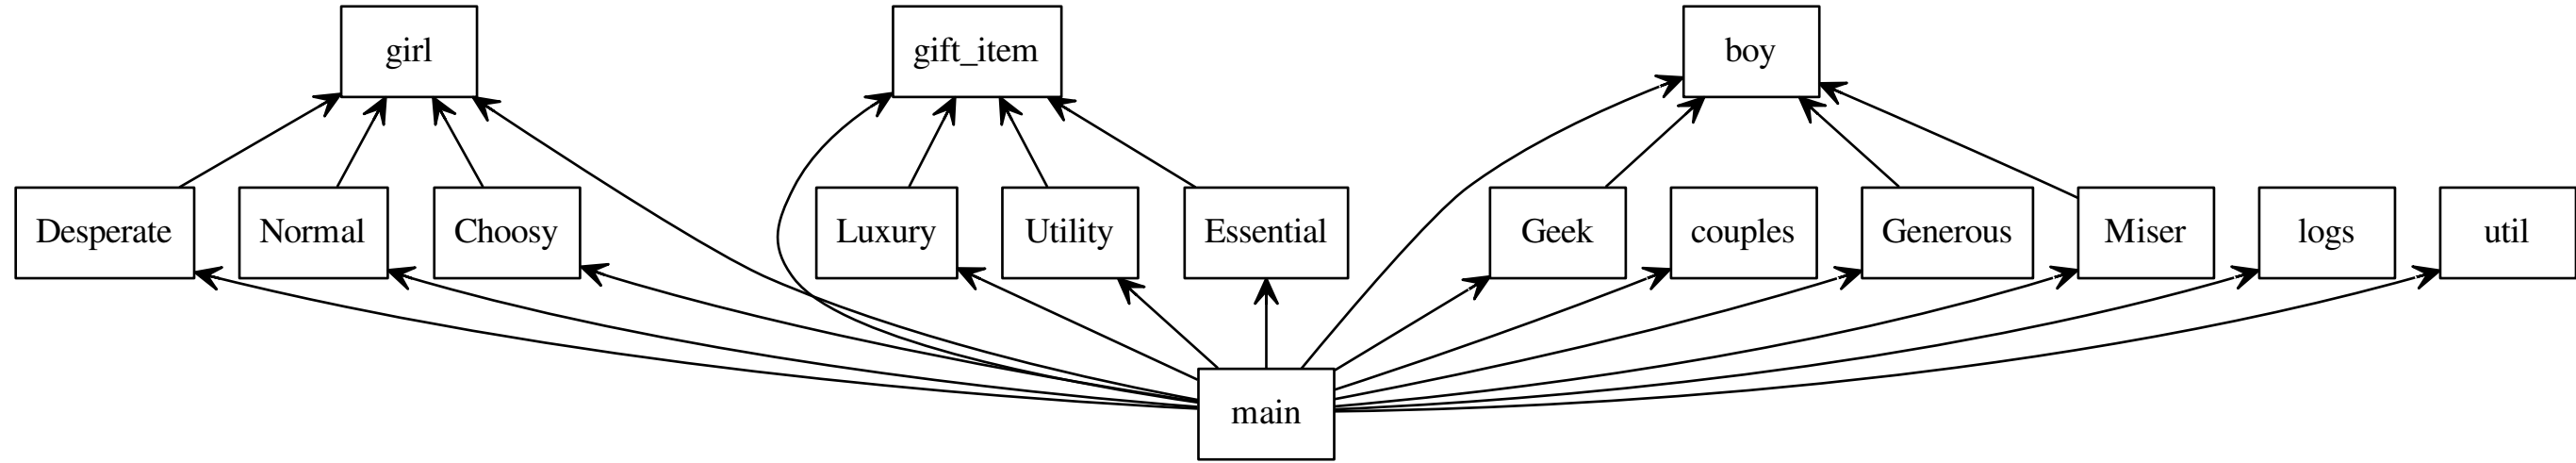 girl
gift_item
boy
Desperate
Normal
Choosy
Luxury
Utility
Essential
Geek
couples
Generous
Miser
logs
util
main